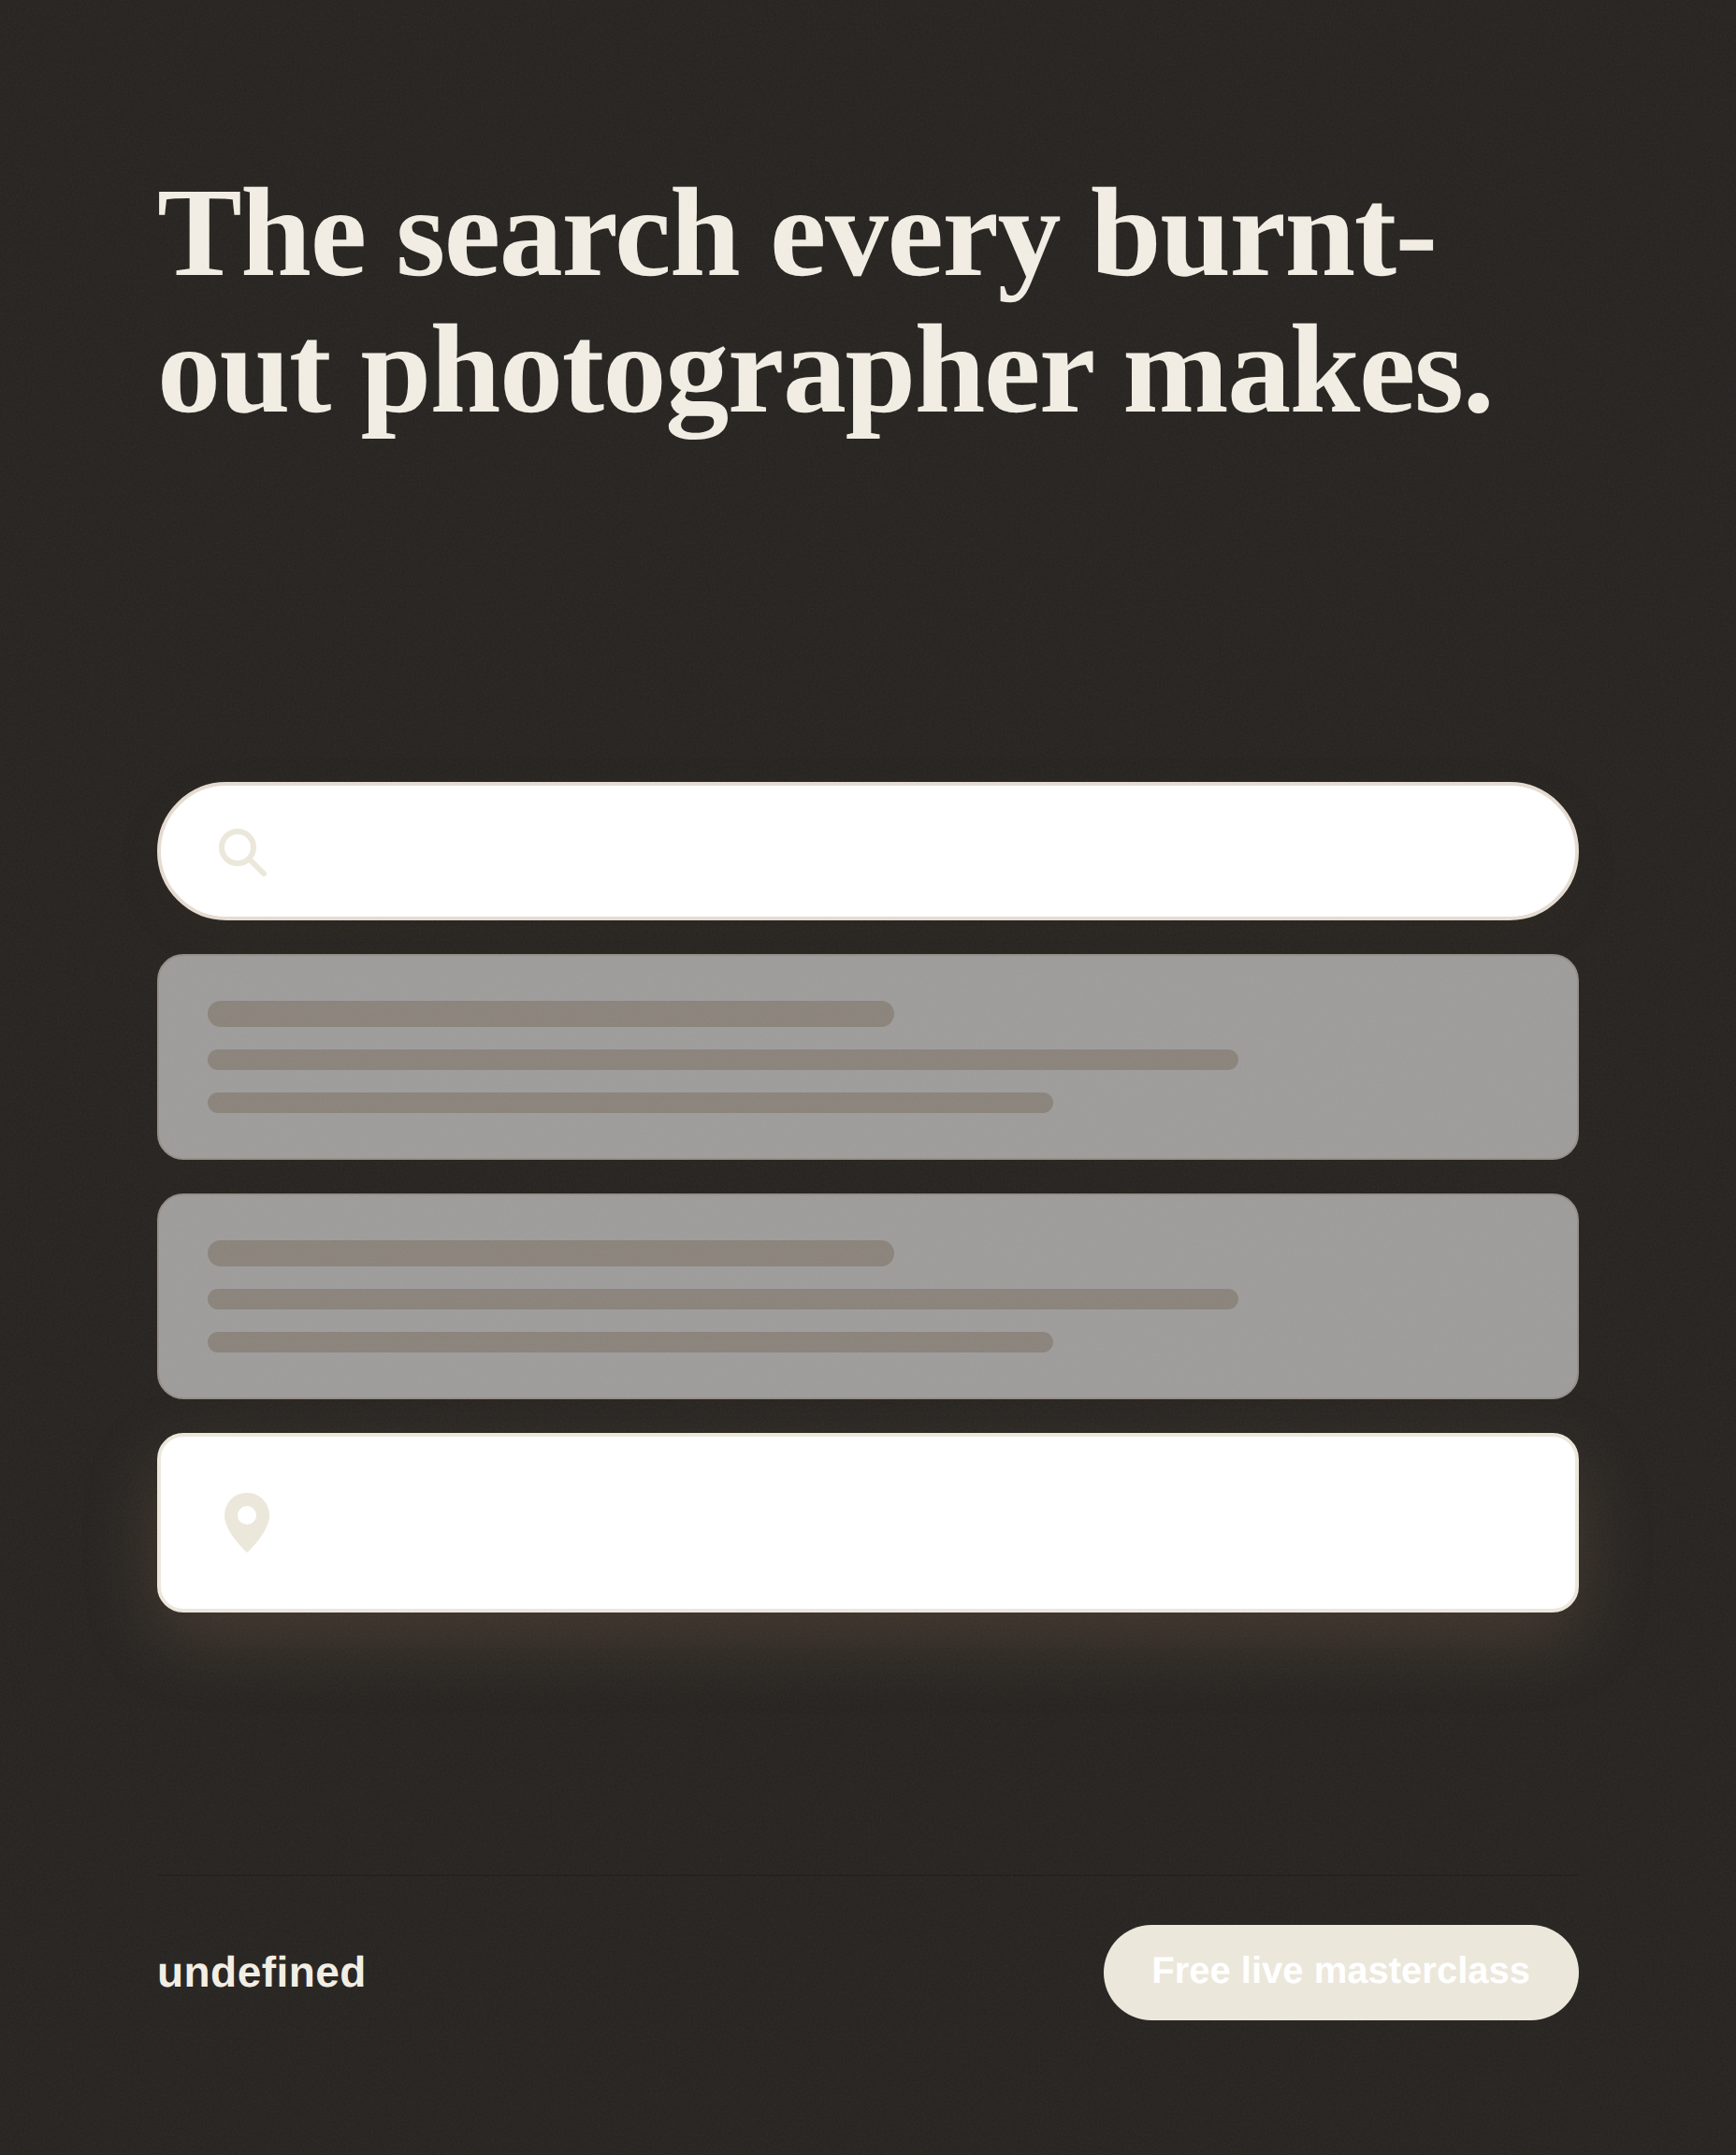 The search every burnt-
out photographer makes.
undefined
Free live masterclass